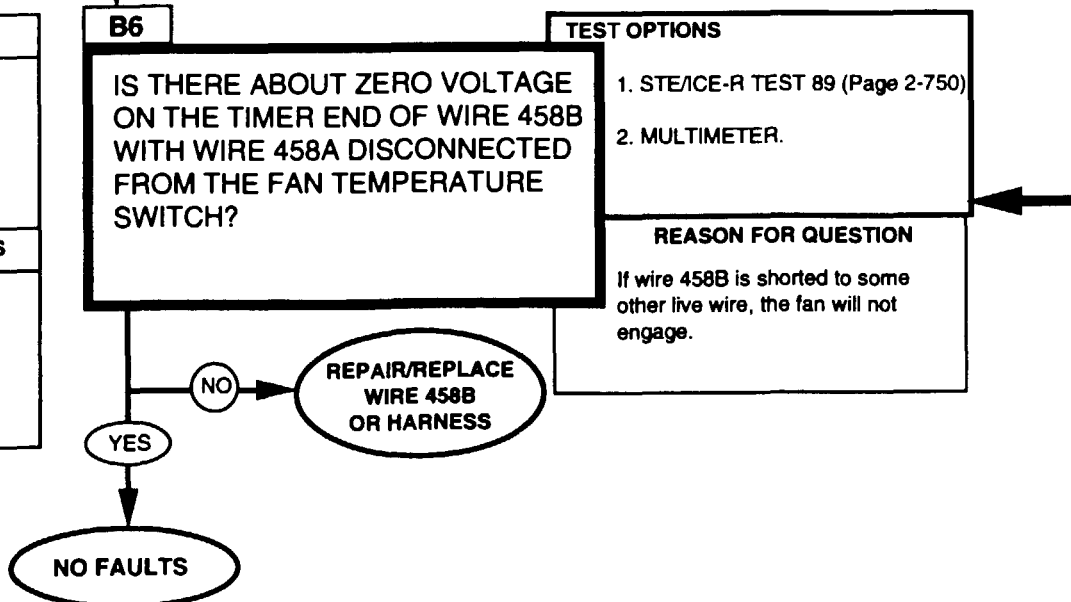 B6
IS THERE ABOUT ZERO VOLTAGE
ON THE TIMER END OF WIRE 458B
WITH WIRE 458A DISCONNECTED
FROM THE FAN TEMPERATURE
SWITCH?
TEST OPTIONS
1. STE/ICE-R TEST 89 (Page 2-750)
2. MULTIMETER.
REASON FOR QUESTION
If wire 458B is shorted to some
other live wire, the fan will not
engage.
S
NO
REPAIR/REPLACE
WIRE 458B
OR HARNESS
YES
NO FAULTS